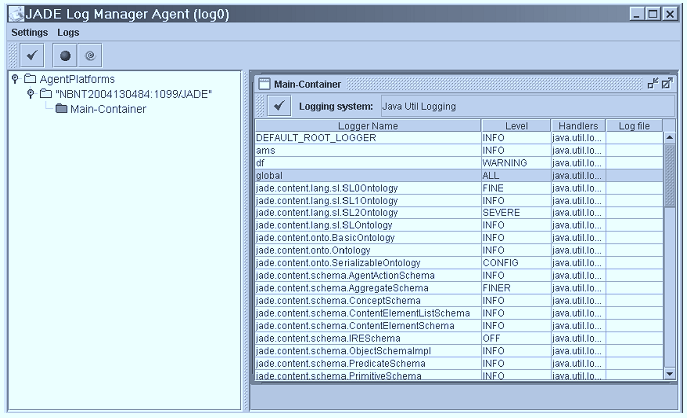 JADE Log Manager Agent (log0)
Settings Logs
AgentPlatforms
"NBNT2004130484:1099/JADE"
Main-Container
Main-Container
Logging system: Java Util Logging
Logger Name Level Handlers Log file
DEFAULT_ROOT_LOGGER INFO java.util.lo...
ams INFO java.util.lo...
df WARNING java.util.lo...
global ALL java.util.lo...
jade.content.lang.sl.SL0Ontology FINE java.util.lo...
jade.content.lang.sl.SL1Ontology INFO java.util.lo...
jade.content.lang.sl.SL2Ontology SEVERE java.util.lo...
jade.content.lang.sl.SLOntology INFO java.util.lo...
jade.content.onto.BasicOntology INFO java.util.lo...
jade.content.onto.Ontology INFO java.util.lo...
jade.content.onto.SerializableOntology CONFIG java.util.lo...
jade.content.schema.AgentActionSchema INFO java.util.lo...
jade.content.schema.AggregateSchema FINER java.util.lo...
jade.content.schema.ConceptSchema INFO java.util.lo...
jade.content.schema.ContentElementListSchema INFO java.util.lo...
jade.content.schema.ContentElementSchema INFO java.util.lo...
jade.content.schema.IRESchema OFF java.util.lo...
jade.content.schema.ObjectSchemaImpl INFO java.util.lo...
jade.content.schema.PredicateSchema INFO java.util.lo...
jade.content.schema.PrimitiveSchema INFO java.util.lo...